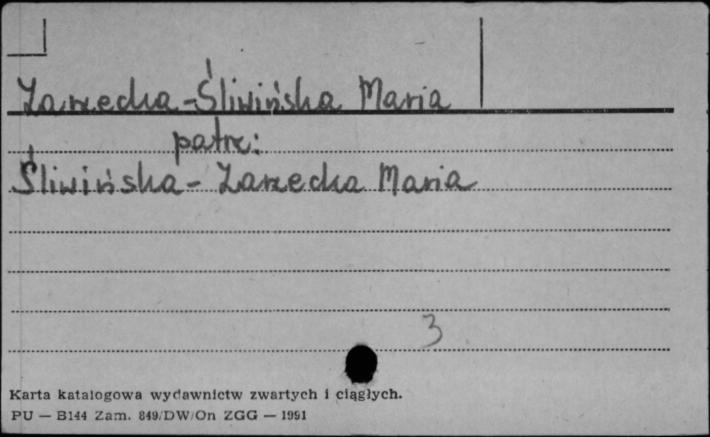 Zarzecka-Śliwińska Maria
patrz:
Śliwińska-Zarzecka Maria
3
Karta katalogowa wydawnictw zwartych i ciągłych.
PU — B144 Zam. 849/DW/On ZGG — 1991